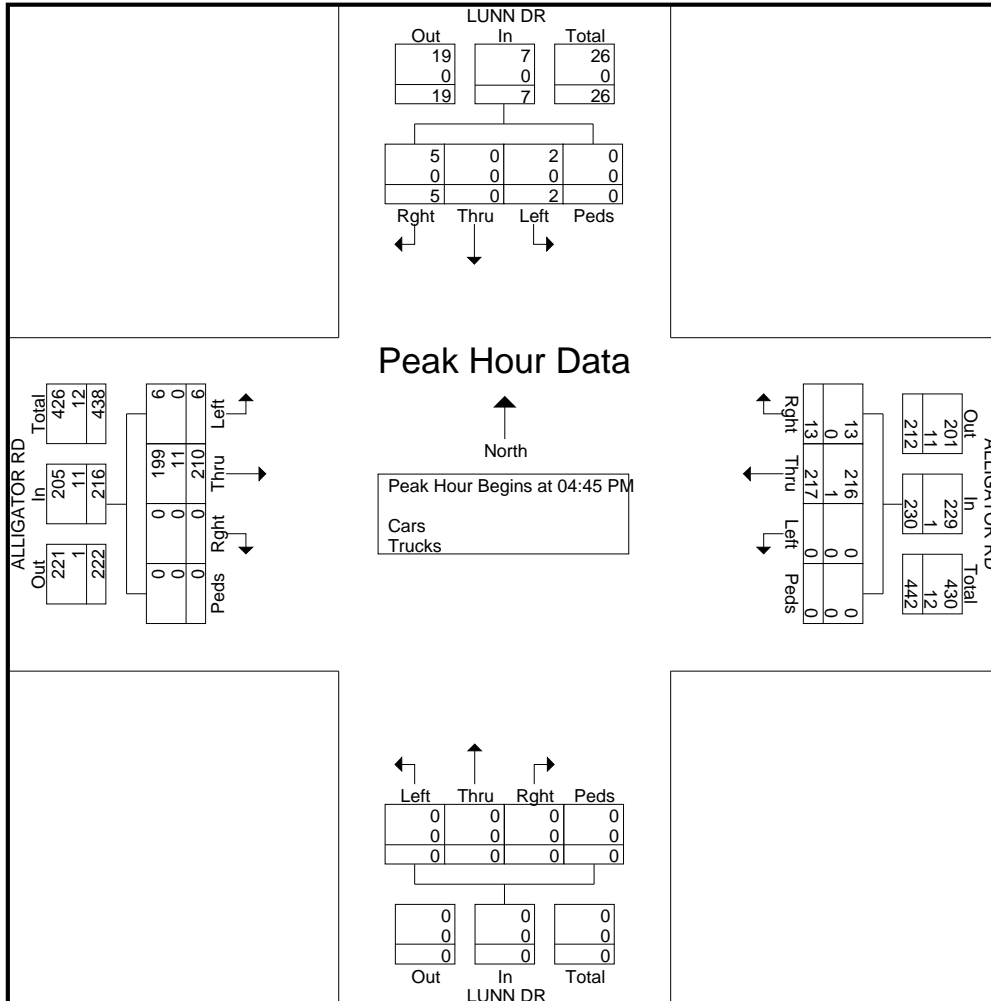 LUNN DR
Out In Total
19 7 26
0 0 0
19 7 26
5 0 2 0
0 0 0 0
5 0 2 0
Rght Thru Left Peds
Peak Hour Data
North
Peak Hour Begins at 04:45 PM
Cars
Trucks
ALLIGATOR RD
Total In Out
426 205 221
12 11 1
438 216 222
6 199 0 0
0 11 0 0
6 210 0 0
Left Thru Rght Peds
ALLIGATOR RD
Out In Total
201 229 430
11 1 12
212 230 442
13 216 0 0
0 1 0 0
13 217 0 0
Rght Thru Left Peds
Left Thru Rght Peds
0 0 0 0
0 0 0 0
0 0 0 0
0 0 0
0 0 0
0 0 0
Out In Total
LUNN DR